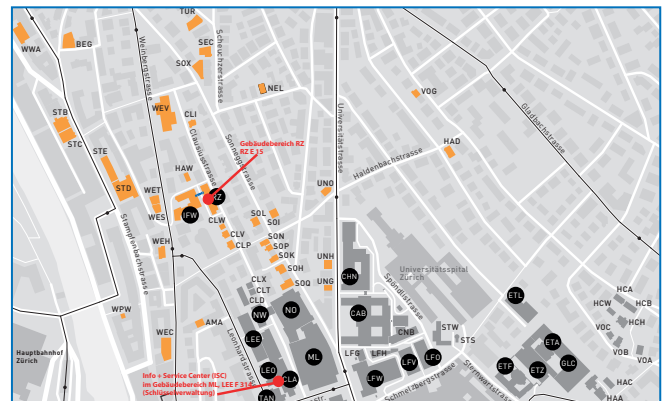 TUR
SEC
SOX
BEG
WWA
Weinbergstrasse
Scheuchzerstrasse
NEL
WEV
CLI
VOG
Gladbachstrasse
STB
STC
STE
STD
Clausiusstrasse
Sonneggstrasse
Universitätstrasse
Gebäudebereich RZ
RZ E 15
HAD
Haldenbachstrasse
HAW
WET
WES
RZ
IFW
UNO
CLW
SOL
SOI
CLV
CLP
SON
SOP
SOK
WEH
Stampfenbachstrasse
UNH
SOH
SOQ
UNG
Universitätsspital
Zürich
CHN
Spöndlistrasse
CLX
CLT
CLD
ETL
HCA
HCW
HCB
VOC
HCH
WPW
AMA
NW
NO
CAB
CNB
STW
STS
LEE
Leonhardstrasse
WEC
ETA
VOB
VOA
Hauptbahnhof
Zürich
ML
LFG
LFH
LFV
LFO
ETF
ETZ
GLC
Info + Service Center (ISC)
im Gebäudebereich ML, LEE F 314
(Schlüsselverwaltung)
LEO
CLA
LFW
Schmelzbergstrasse
Sternwartstrasse
HAC
HAA
TAN
str.